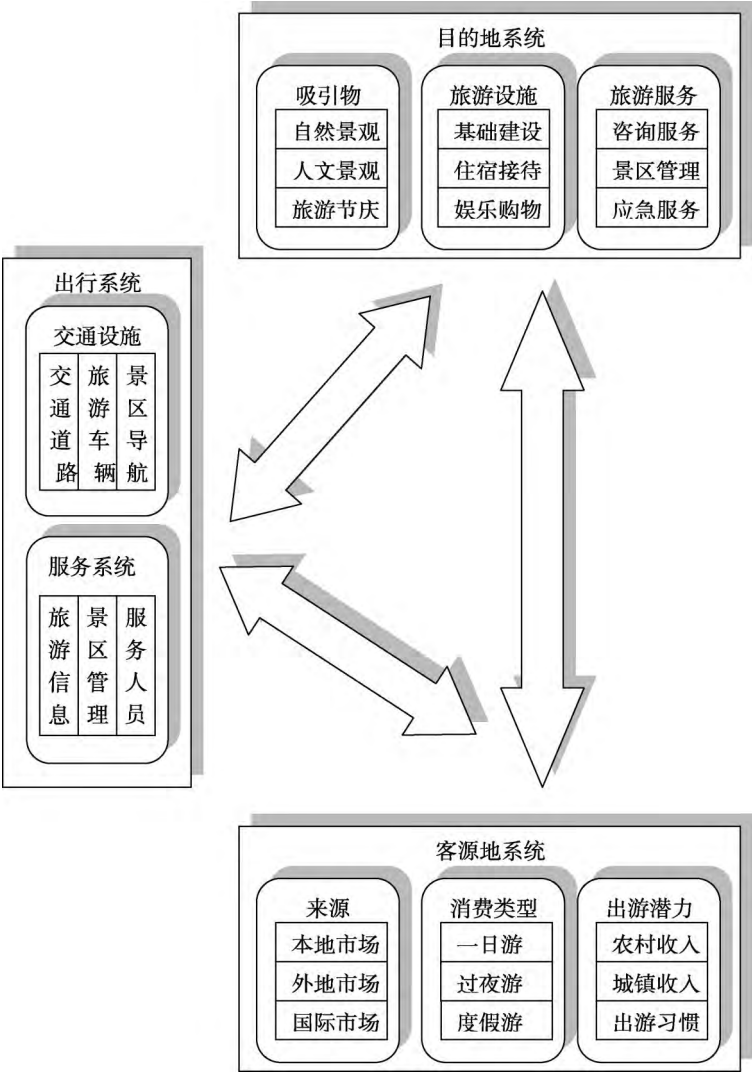 目的地系统
吸引物
自然景观
人文景观
旅游节庆
旅游设施
基础建设
住宿接待
娱乐购物
旅游服务
咨询服务
景区管理
应急服务
出行系统
交通设施
交通道路
旅游车辆
景区导航
服务系统
旅游信息
景区管理
服务人员
客源地系统
来源
本地市场
外地市场
国际市场
消费类型
一日游
过夜游
度假游
出游潜力
农村收入
城镇收入
出游习惯